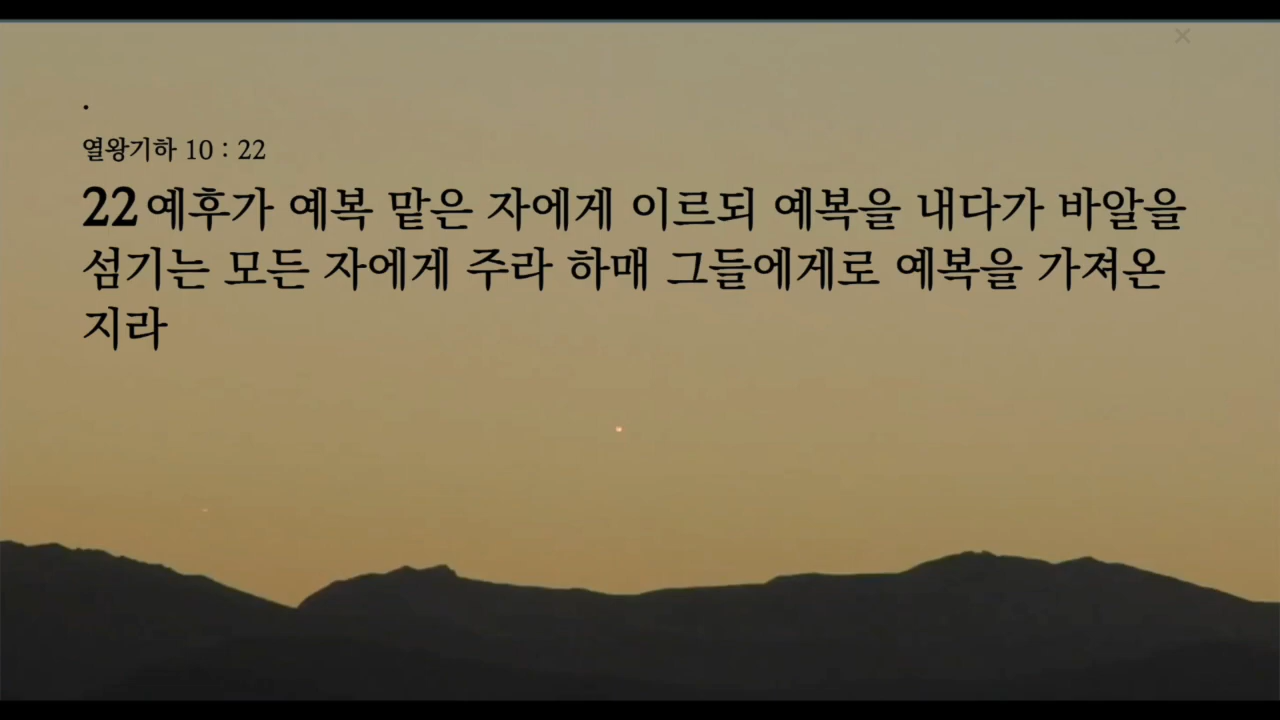 .
열왕기하 10 : 22
22예후가 예복 맡은 자에게 이르되 예복을 내다가 바알을
섬기는 모든 자에게 주라 하매 그들에게로 예복을 가져온
지라